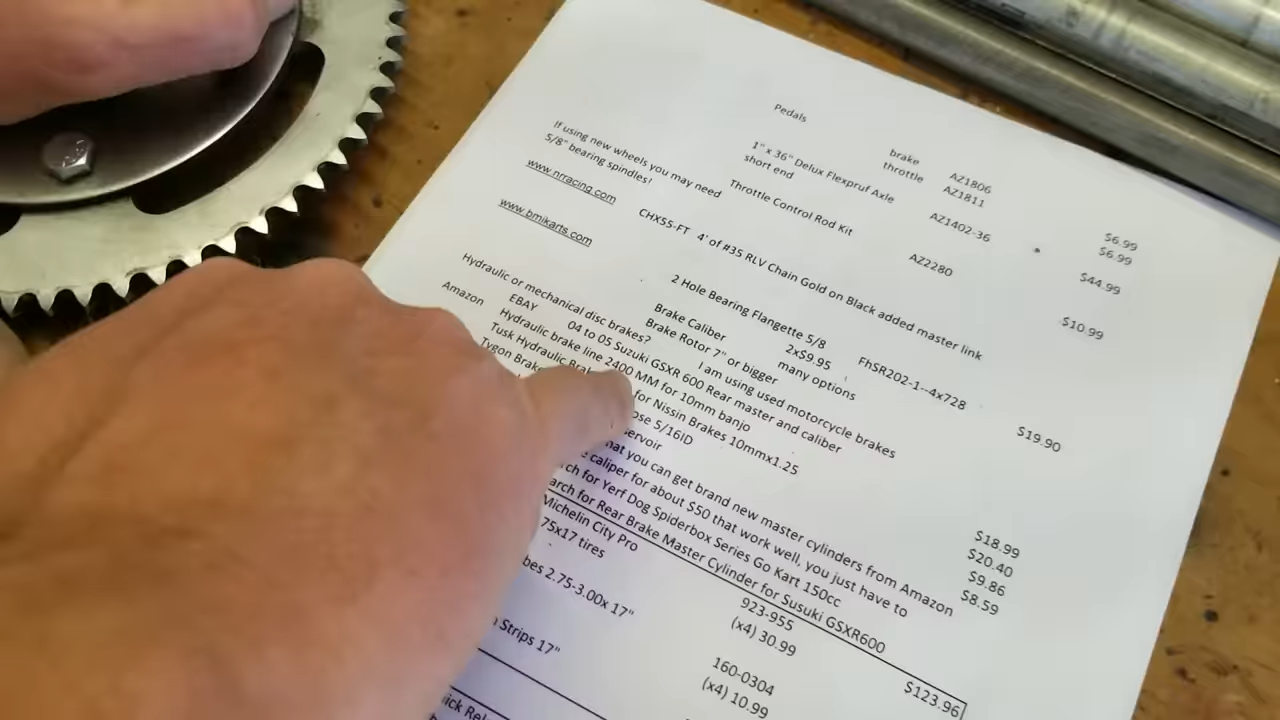 Pedals
brake AZ1806 $6.99
throttle AZ1811 $6.99
If using new wheels you may need
5/8" bearing spindles!
1" x 36" Delux Flexpruf Axle AZ1402-36 $44.99
short end
www.nrracing.com
Throttle Control Rod Kit AZ2280 $10.99
www.bmikarts.com
CHX55-FT 4' of #35 RLV Chain Gold on Black added master link
2 Hole Bearing Flangette 5/8 FhSR202-1--4x728
2x$9.95 $19.90
Hydraulic or mechanical disc brakes? Brake Caliber many options
Brake Rotor 7" or bigger
I am using used motorcycle brakes
Amazon EBAY 04 to 05 Suzuki GSXR 600 Rear master and caliber $18.99
Hydraulic brake line 2400 MM for 10mm banjo $20.40
Tusk Hydraulic for Nissin Brakes 10mmx1.25 $9.86
Tygon 5/16ID $8.59
you can get brand new master cylinders from Amazon
caliper for about $50 that work well, you just have to
for Yerf Dog Spiderbox Series Go Kart 150cc
for Rear Brake Master Cylinder for Susuki GSXR600
$123.96
Michelin City Pro 923-955
75x17 tires (x4) 30.99
2.75-3.00x 17" 160-0304
(x4) 10.99
Strips 17"